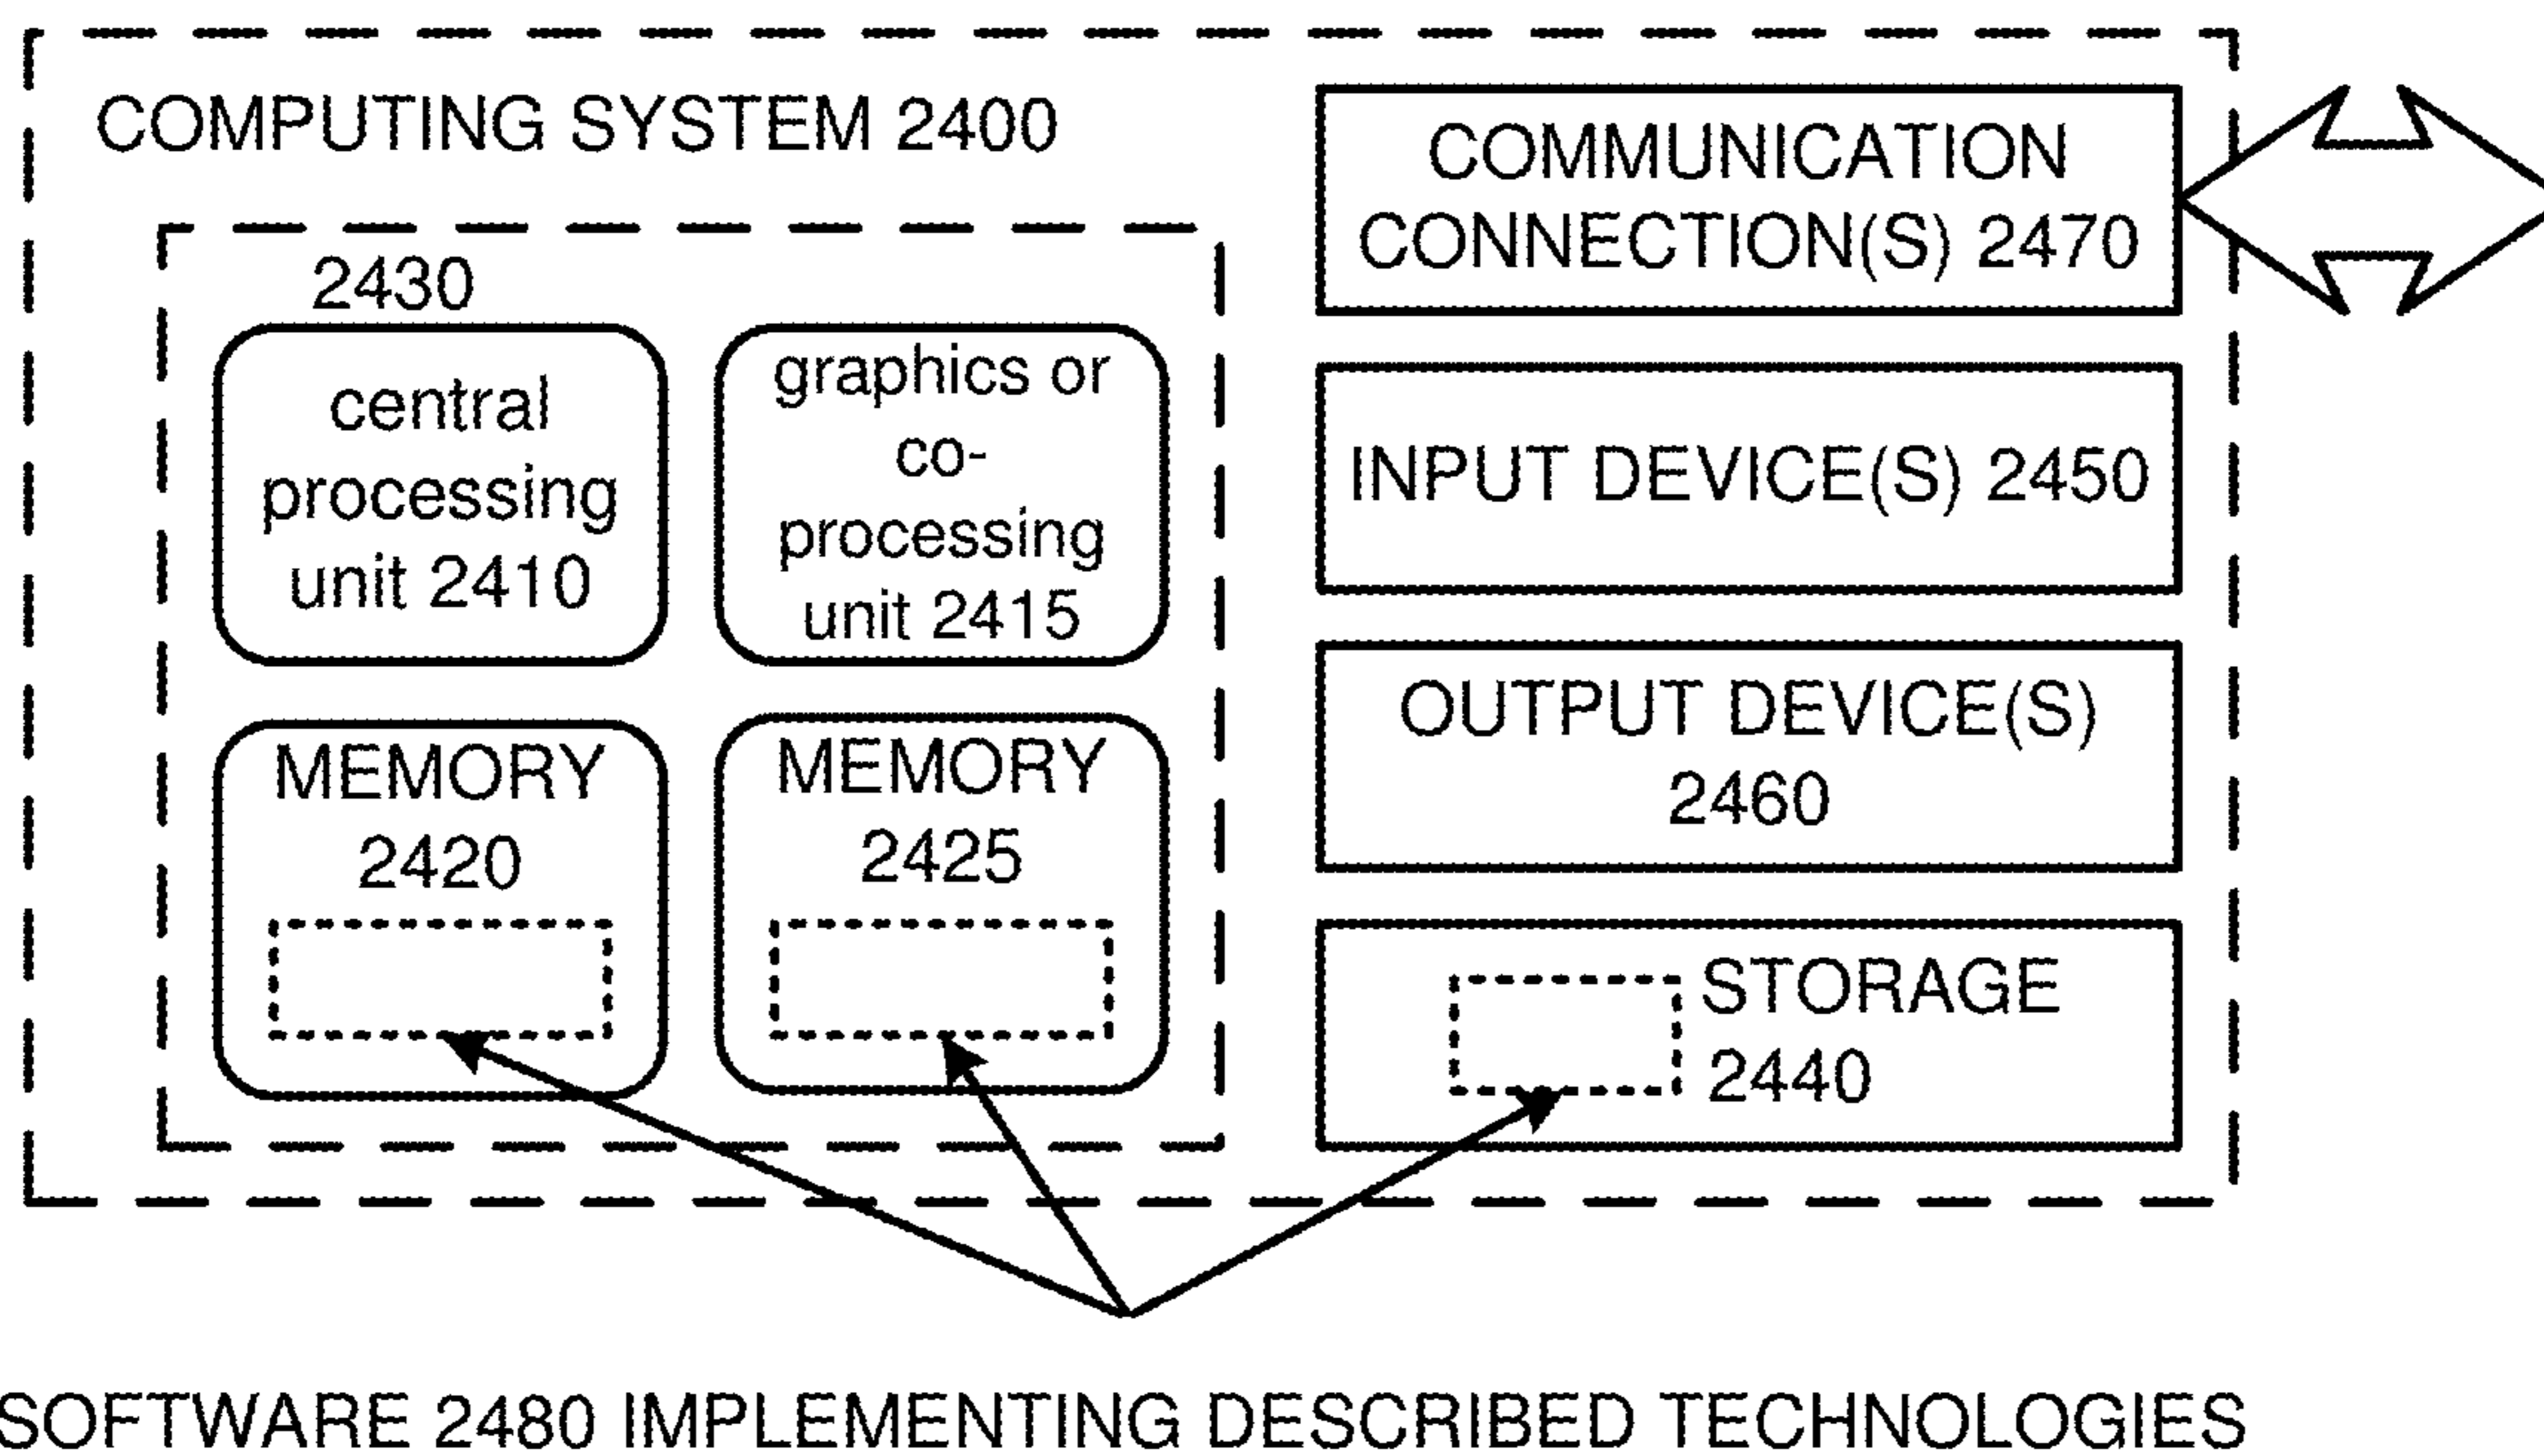 COMPUTING SYSTEM 2400
2430
central
processing
unit 2410
graphics or
co-
processing
unit 2415
MEMORY
2420
MEMORY
2425
COMMUNICATION
CONNECTION(S) 2470
INPUT DEVICE(S) 2450
OUTPUT DEVICE(S)
2460
STORAGE
2440
SOFTWARE 2480 IMPLEMENTING DESCRIBED TECHNOLOGIES